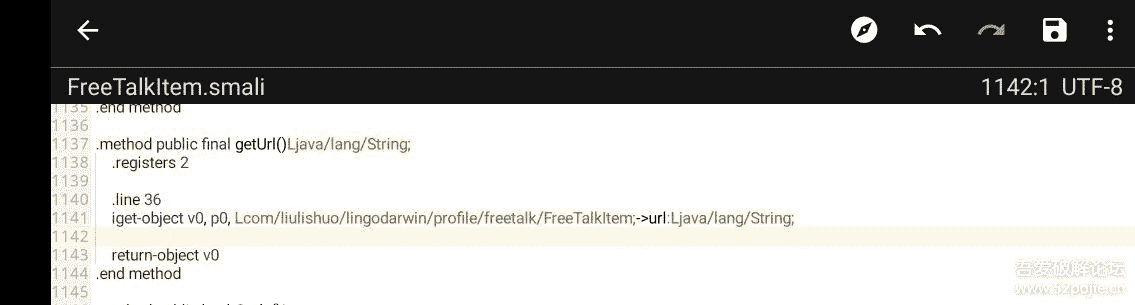 FreeTalkItem.smali 1142:1 UTF-8
1135 .end method
1136
1137 .method public final getUrl()Ljava/lang/String;
1138 .registers 2
1139
1140 .line 36
1141 iget-object v0, p0, Lcom/liulishuo/lingodarwin/profile/freetalk/FreeTalkItem;->url:Ljava/lang/String;
1142
1143 return-object v0
1144 .end method
1145
吾爱破解论坛
www.52pojie.cn